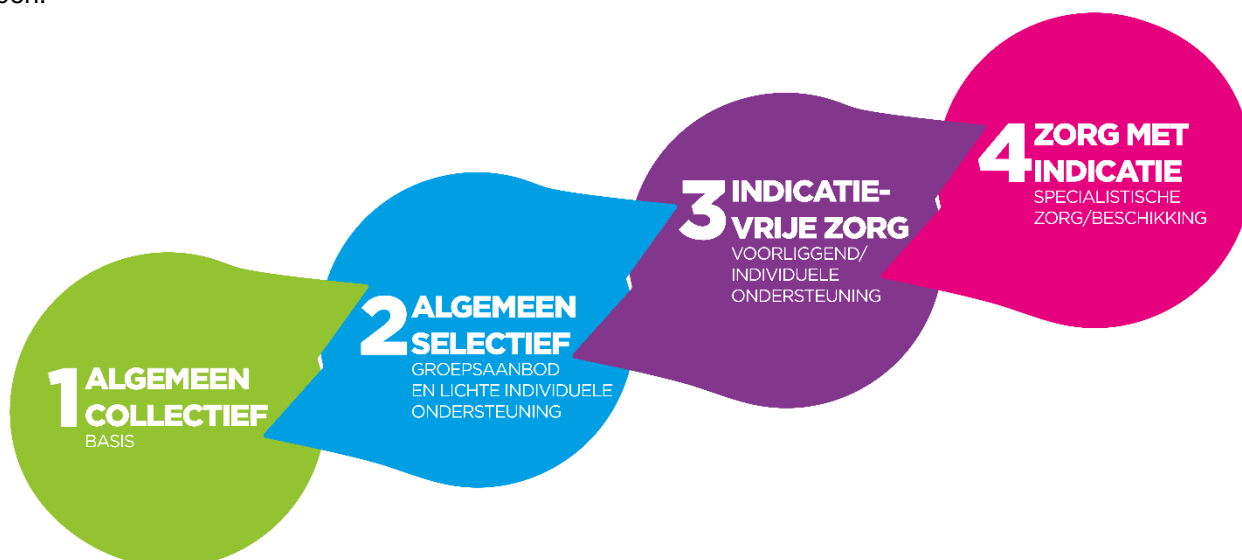 1 ALGEMEEN
COLLECTIEF
BASIS
2 ALGEMEEN
SELECTIEF
GROEPSAANBOD
EN LICHTE INDIVIDUELE
ONDERSTEUNING
3 INDICATIE-
VRIJE ZORG
VOORLIGGEND/
INDIVIDUELE
ONDERSTEUNING
4 ZORG MET
INDICATIE
SPECIALISTISCHE
ZORG/BESCHIKKING